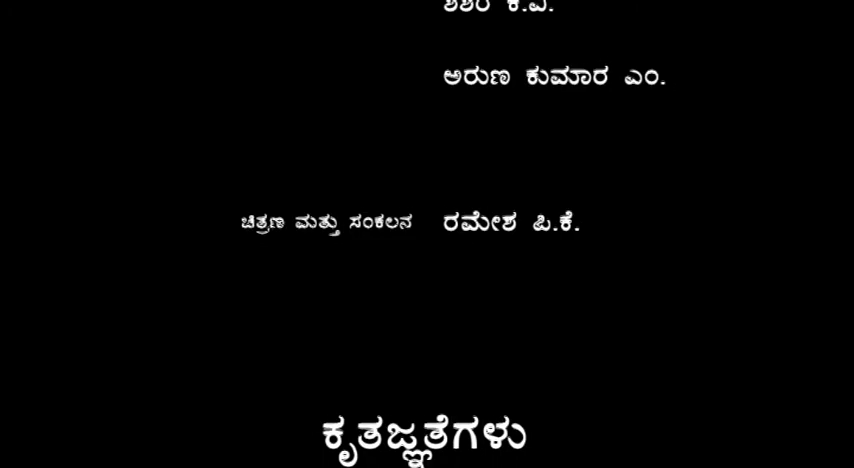 ಅರುಣ ಕುಮಾರ ಎಂ.
ಚಿತ್ರಣ ಮತ್ತು ಸಂಕಲನ ರಮೇಶ ಪಿ.ಕೆ.
ಕೃತಜ್ಞತೆಗಳು